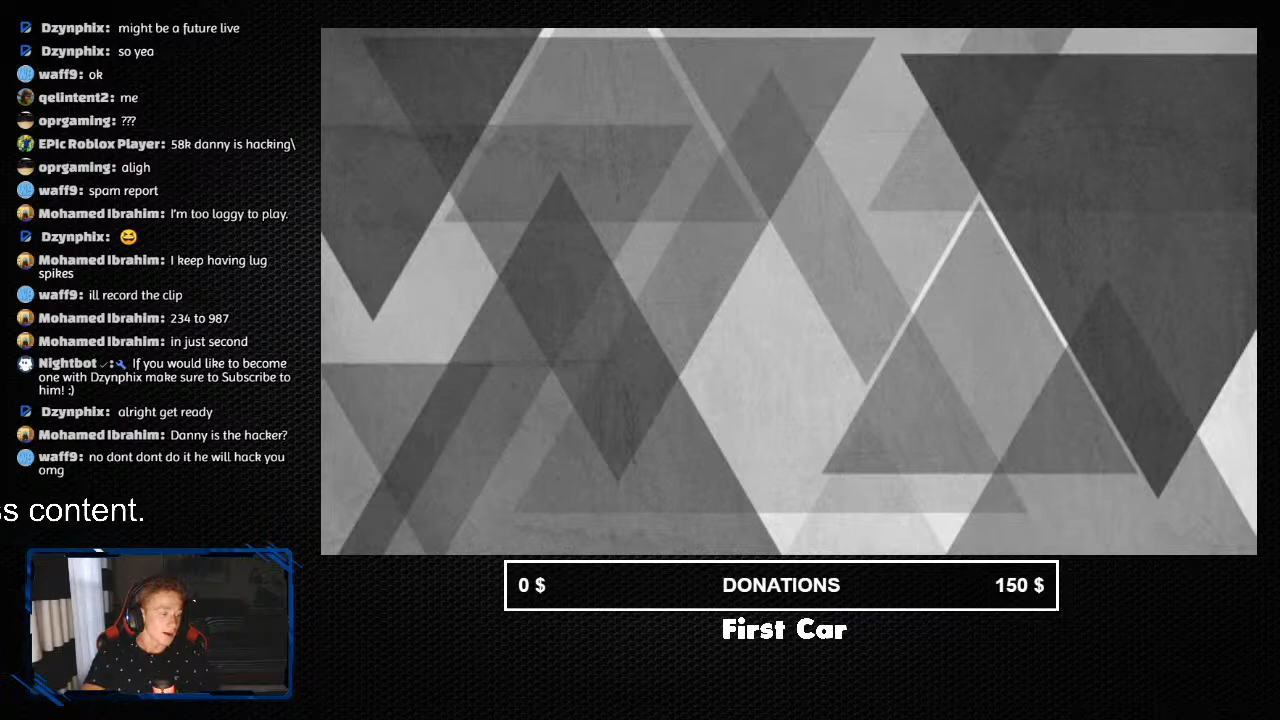 Dzynphix: might be a future live
Dzynphix: so yea
waff9: ok
qelintent2: me
oprgaming: ???
EPIc Roblox Player: 58k danny is hacking\
oprgaming: aligh
waff9: spam report
Mohamed Ibrahim: I'm too laggy to play.
Dzynphix: 😆
Mohamed Ibrahim: I keep having lug
spikes
waff9: ill record the clip
Mohamed Ibrahim: 234 to 987
Mohamed Ibrahim: in just second
Nightbot ✓:🔧 If you would like to become
one with Dzynphix make sure to Subscribe to
him! :)
Dzynphix: alright get ready
Mohamed Ibrahim: Danny is the hacker?
waff9: no dont dont do it he will hack you
omg
s content.
0 $ DONATIONS 150 $
First Car